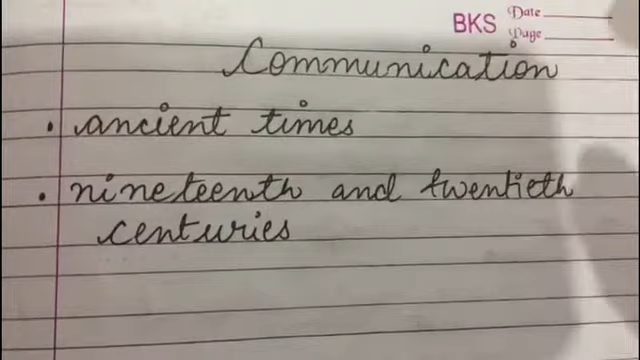 BKS Date
Page
Communication
• ancient times
• nineteenth and twentieth
centuries